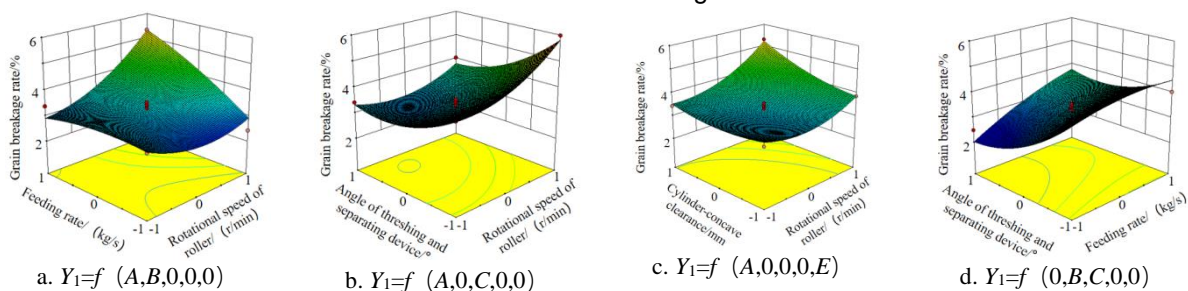 6
4
2
Grain breakage rate/%
1
0
-1 -1
0
1
Feeding rate/（kg/s）
Rotational speed of
roller/（r/min）
a. Y1=f（A,B,0,0,0）
6
4
2
Grain breakage rate/%
1
0
-1 -1
0
1
Angle of threshing and
separating device/°
Rotational speed of
roller/（r/min）
b. Y1=f（A,0,C,0,0）
6
4
2
Grain breakage rate/%
1
0
-1 -1
0
1
Cylinder-concave
clearance/mm
Rotational speed of
roller/（r/min）
c. Y1=f（A,0,0,0,E）
6
4
2
Grain breakage rate/%
1
0
-1 -1
0
1
Angle of threshing and
separating device/°
Feeding rate/（kg/s）
d. Y1=f（0,B,C,0,0）